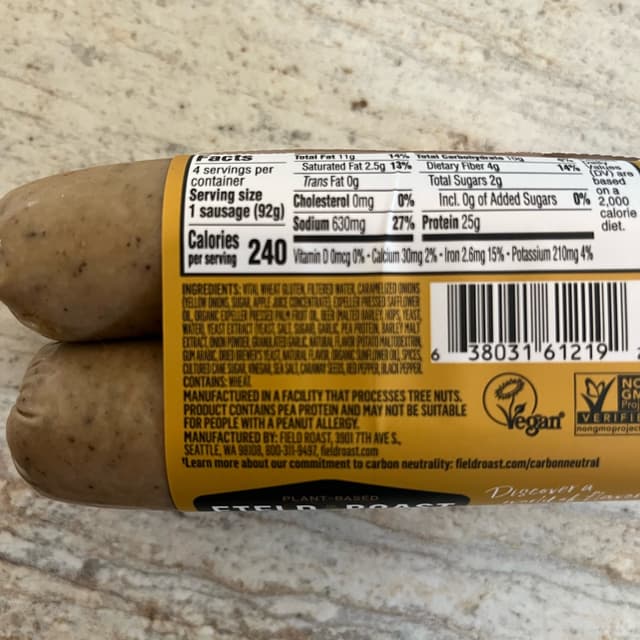 Facts
4 servings per
container
Serving size
1 sausage (92g)
Calories
per serving 240
Total Fat 11g 14%
Saturated Fat 2.5g 13%
Trans Fat 0g
Cholesterol 0mg 0%
Sodium 630mg 27%
Total Carbohydrate 10g 4%
Dietary Fiber 4g 14%
Total Sugars 2g
Incl. 0g of Added Sugars 0%
Protein 25g
Vitamin D 0mcg 0% • Calcium 30mg 2% • Iron 2.6mg 15% • Potassium 210mg 4%
values
(DV) are
based
on a
2,000
calorie
diet.
INGREDIENTS: VITAL WHEAT GLUTEN, FILTERED WATER, CARAMELIZED ONIONS
YELLOW ONIONS, SUGAR, APPLE JUICE CONCENTRATE, EXPELLER PRESSED SAFFLOWER
OIL, ORGANIC EXPELLER PRESSED PALM FRUIT OIL, BEER (MALTED BARLEY, HOPS, YEAST,
WATER), YEAST EXTRACT (YEAST, SALT, SUGAR), GARLIC, PEA PROTEIN, BARLEY MALT
EXTRACT, ONION POWDER, GRANULATED GARLIC, NATURAL FLAVOR (POTATO MALTODEXTRIN,
GUM ARABIC, DRIED BREWER'S YEAST, NATURAL FLAVOR, ORGANIC SUNFLOWER OIL), SPICES,
CULTURED CANE SUGAR, VINEGAR, SEA SALT, CARAWAY SEEDS, RED PEPPER, BLACK PEPPER.
CONTAINS: WHEAT.
MANUFACTURED IN A FACILITY THAT PROCESSES TREE NUTS.
PRODUCT CONTAINS PEA PROTEIN AND MAY NOT BE SUITABLE
FOR PEOPLE WITH A PEANUT ALLERGY.
MANUFACTURED BY: FIELD ROAST, 3901 7TH AVE S.,
SEATTLE, WA 98108, 800-311-9497, fieldroast.com
*Learn more about our commitment to carbon neutrality: fieldroast.com/carbonneutral
6 38031 61219 2
Vegan
VERIFI
nongmoproject
PLANT-BASED
FIELD ROAST
Discover a